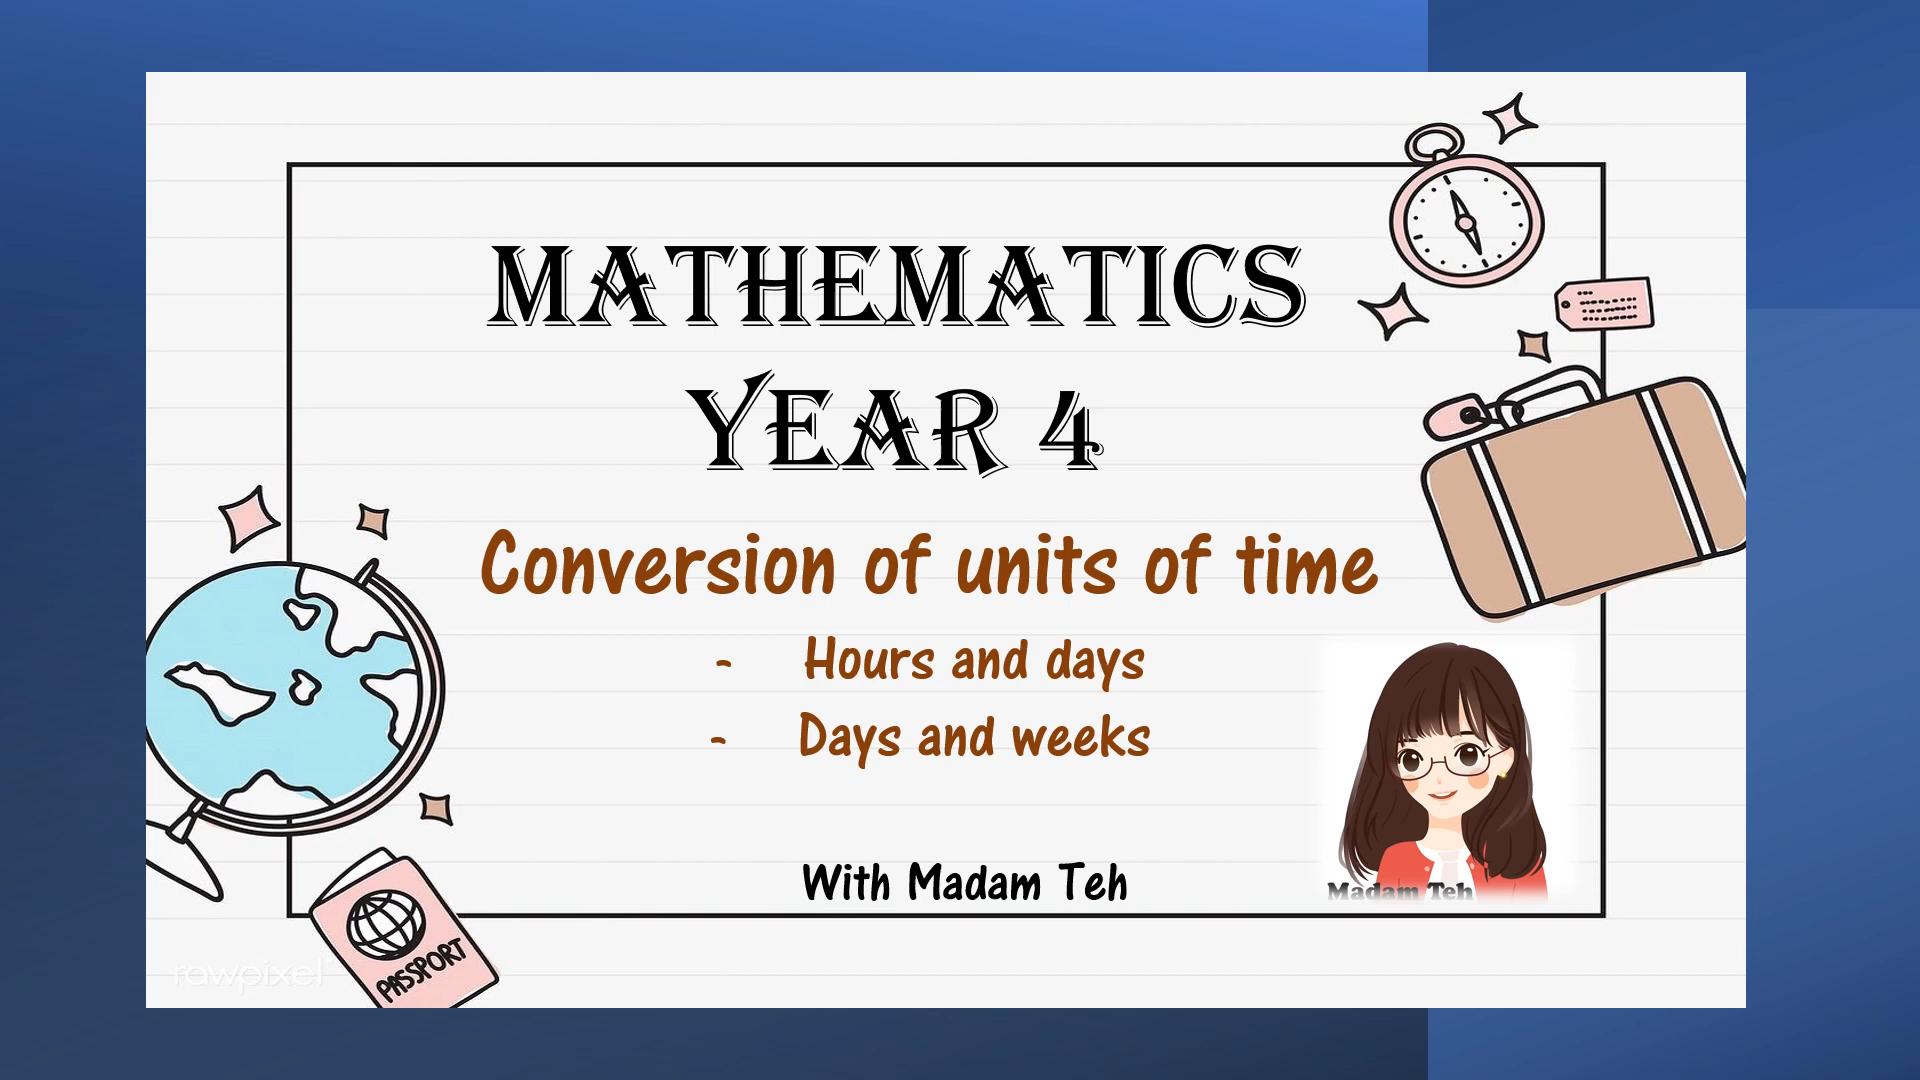 MATHEMATICS
YEAR 4
Conversion of units of time
- Hours and days
- Days and weeks
With Madam Teh
Madam Teh
PASSPORT
rawpixel